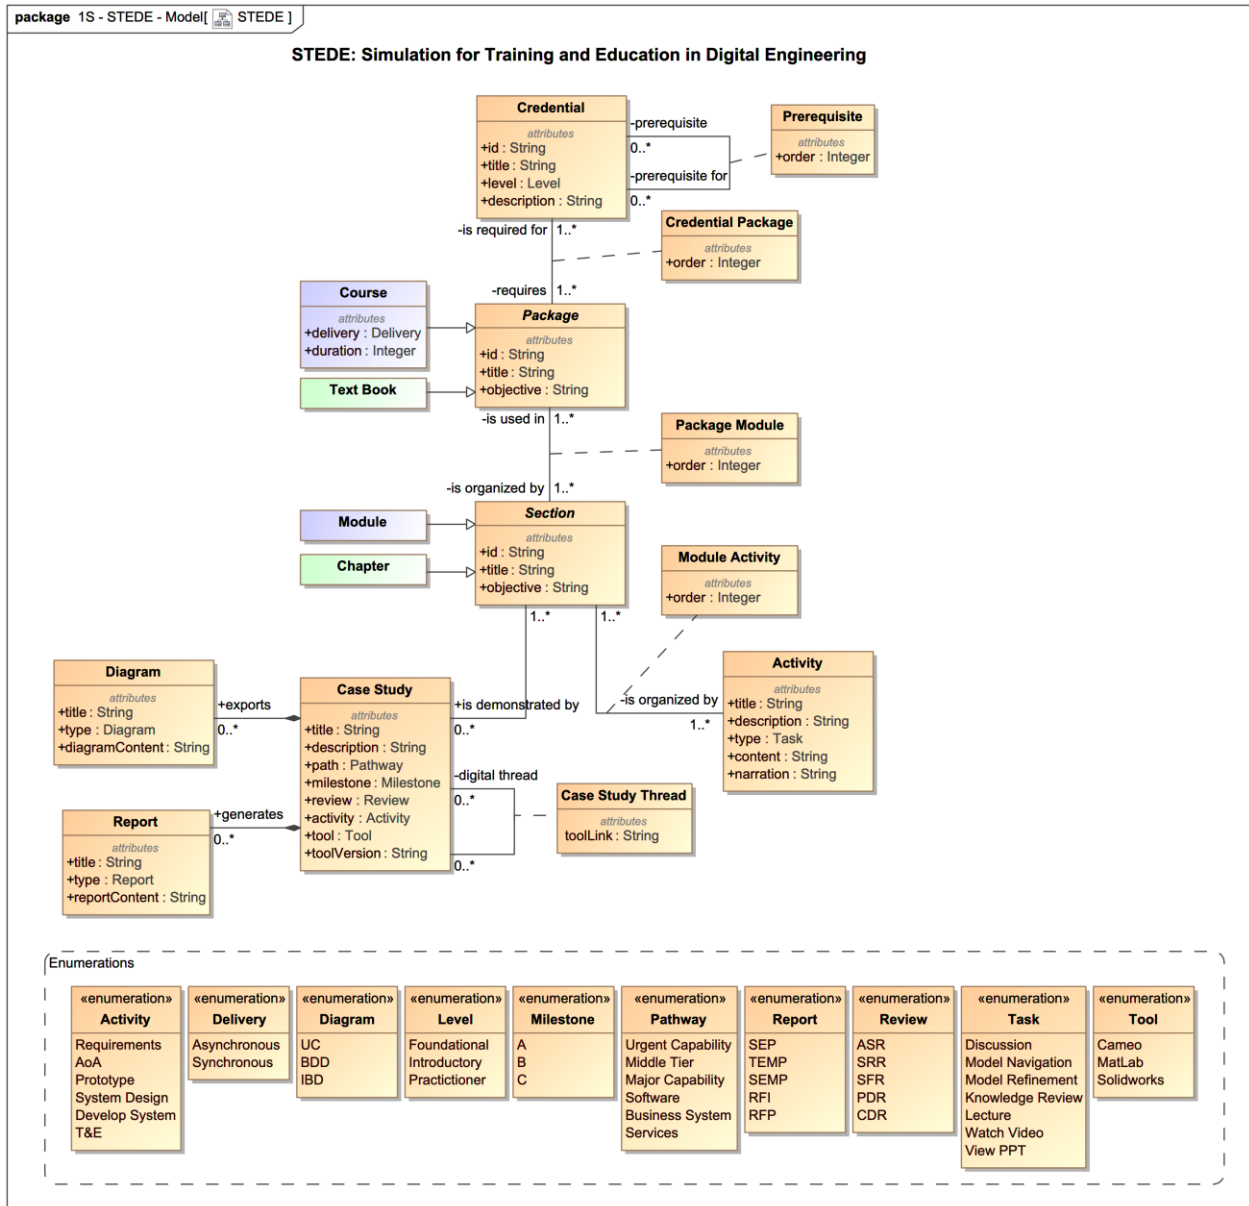 package 1S - STEDE - Model[ STEDE ]
STEDE: Simulation for Training and Education in Digital Engineering
Credential
attributes
+id : String
+title : String
+level : Level
+description : String
-prerequisite
0..*
-prerequisite for
0..*
Prerequisite
attributes
+order : Integer
-is required for
1..*
Credential Package
attributes
+order : Integer
-requires
1..*
Course
attributes
+delivery : Delivery
+duration : Integer
Package
attributes
+id : String
+title : String
+objective : String
Text Book
-is used in
1..*
Package Module
attributes
+order : Integer
-is organized by
1..*
Module
Section
attributes
+id : String
+title : String
+objective : String
Chapter
Module Activity
attributes
+order : Integer
1..*
1..*
Diagram
attributes
+title : String
+type : Diagram
+diagramContent : String
+exports
0..*
Case Study
attributes
+title : String
+description : String
+path : Pathway
+milestone : Milestone
+review : Review
+activity : Activity
+tool : Tool
+toolVersion : String
+is demonstrated by
0..*
-is organized by
1..*
Activity
attributes
+title : String
+description : String
+type : Task
+content : String
+narration : String
-digital thread
0..*
0..*
Case Study Thread
attributes
toolLink : String
Report
attributes
+title : String
+type : Report
+reportContent : String
+generates
0..*
Enumerations
«enumeration»
Activity
Requirements
AoA
Prototype
System Design
Develop System
T&E
«enumeration»
Delivery
Asynchronous
Synchronous
«enumeration»
Diagram
UC
BDD
IBD
«enumeration»
Level
Foundational
Introductory
Practictioner
«enumeration»
Milestone
A
B
C
«enumeration»
Pathway
Urgent Capability
Middle Tier
Major Capability
Software
Business System
Services
«enumeration»
Report
SEP
TEMP
SEMP
RFI
RFP
«enumeration»
Review
ASR
SRR
SFR
PDR
CDR
«enumeration»
Task
Discussion
Model Navigation
Model Refinement
Knowledge Review
Lecture
Watch Video
View PPT
«enumeration»
Tool
Cameo
MatLab
Solidworks